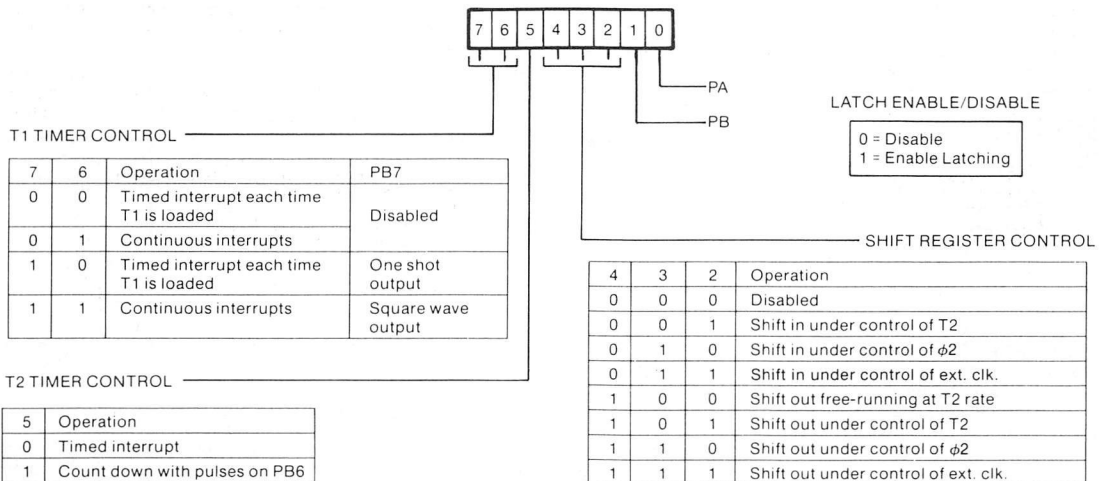 7 6 5 4 3 2 1 0
PA
PB
LATCH ENABLE/DISABLE
0 = Disable
1 = Enable Latching
T1 TIMER CONTROL
7 6 Operation PB7
0 0 Timed interrupt each time
T1 is loaded
Disabled
0 1 Continuous interrupts
1 0 Timed interrupt each time One shot
T1 is loaded output
1 1 Continuous interrupts Square wave
output
T2 TIMER CONTROL
5 Operation
0 Timed interrupt
1 Count down with pulses on PB6
SHIFT REGISTER CONTROL
4 3 2 Operation
0 0 0 Disabled
0 0 1 Shift in under control of T2
0 1 0 Shift in under control of ϕ2
0 1 1 Shift in under control of ext. clk.
1 0 0 Shift out free-running at T2 rate
1 0 1 Shift out under control of T2
1 1 0 Shift out under control of ϕ2
1 1 1 Shift out under control of ext. clk.